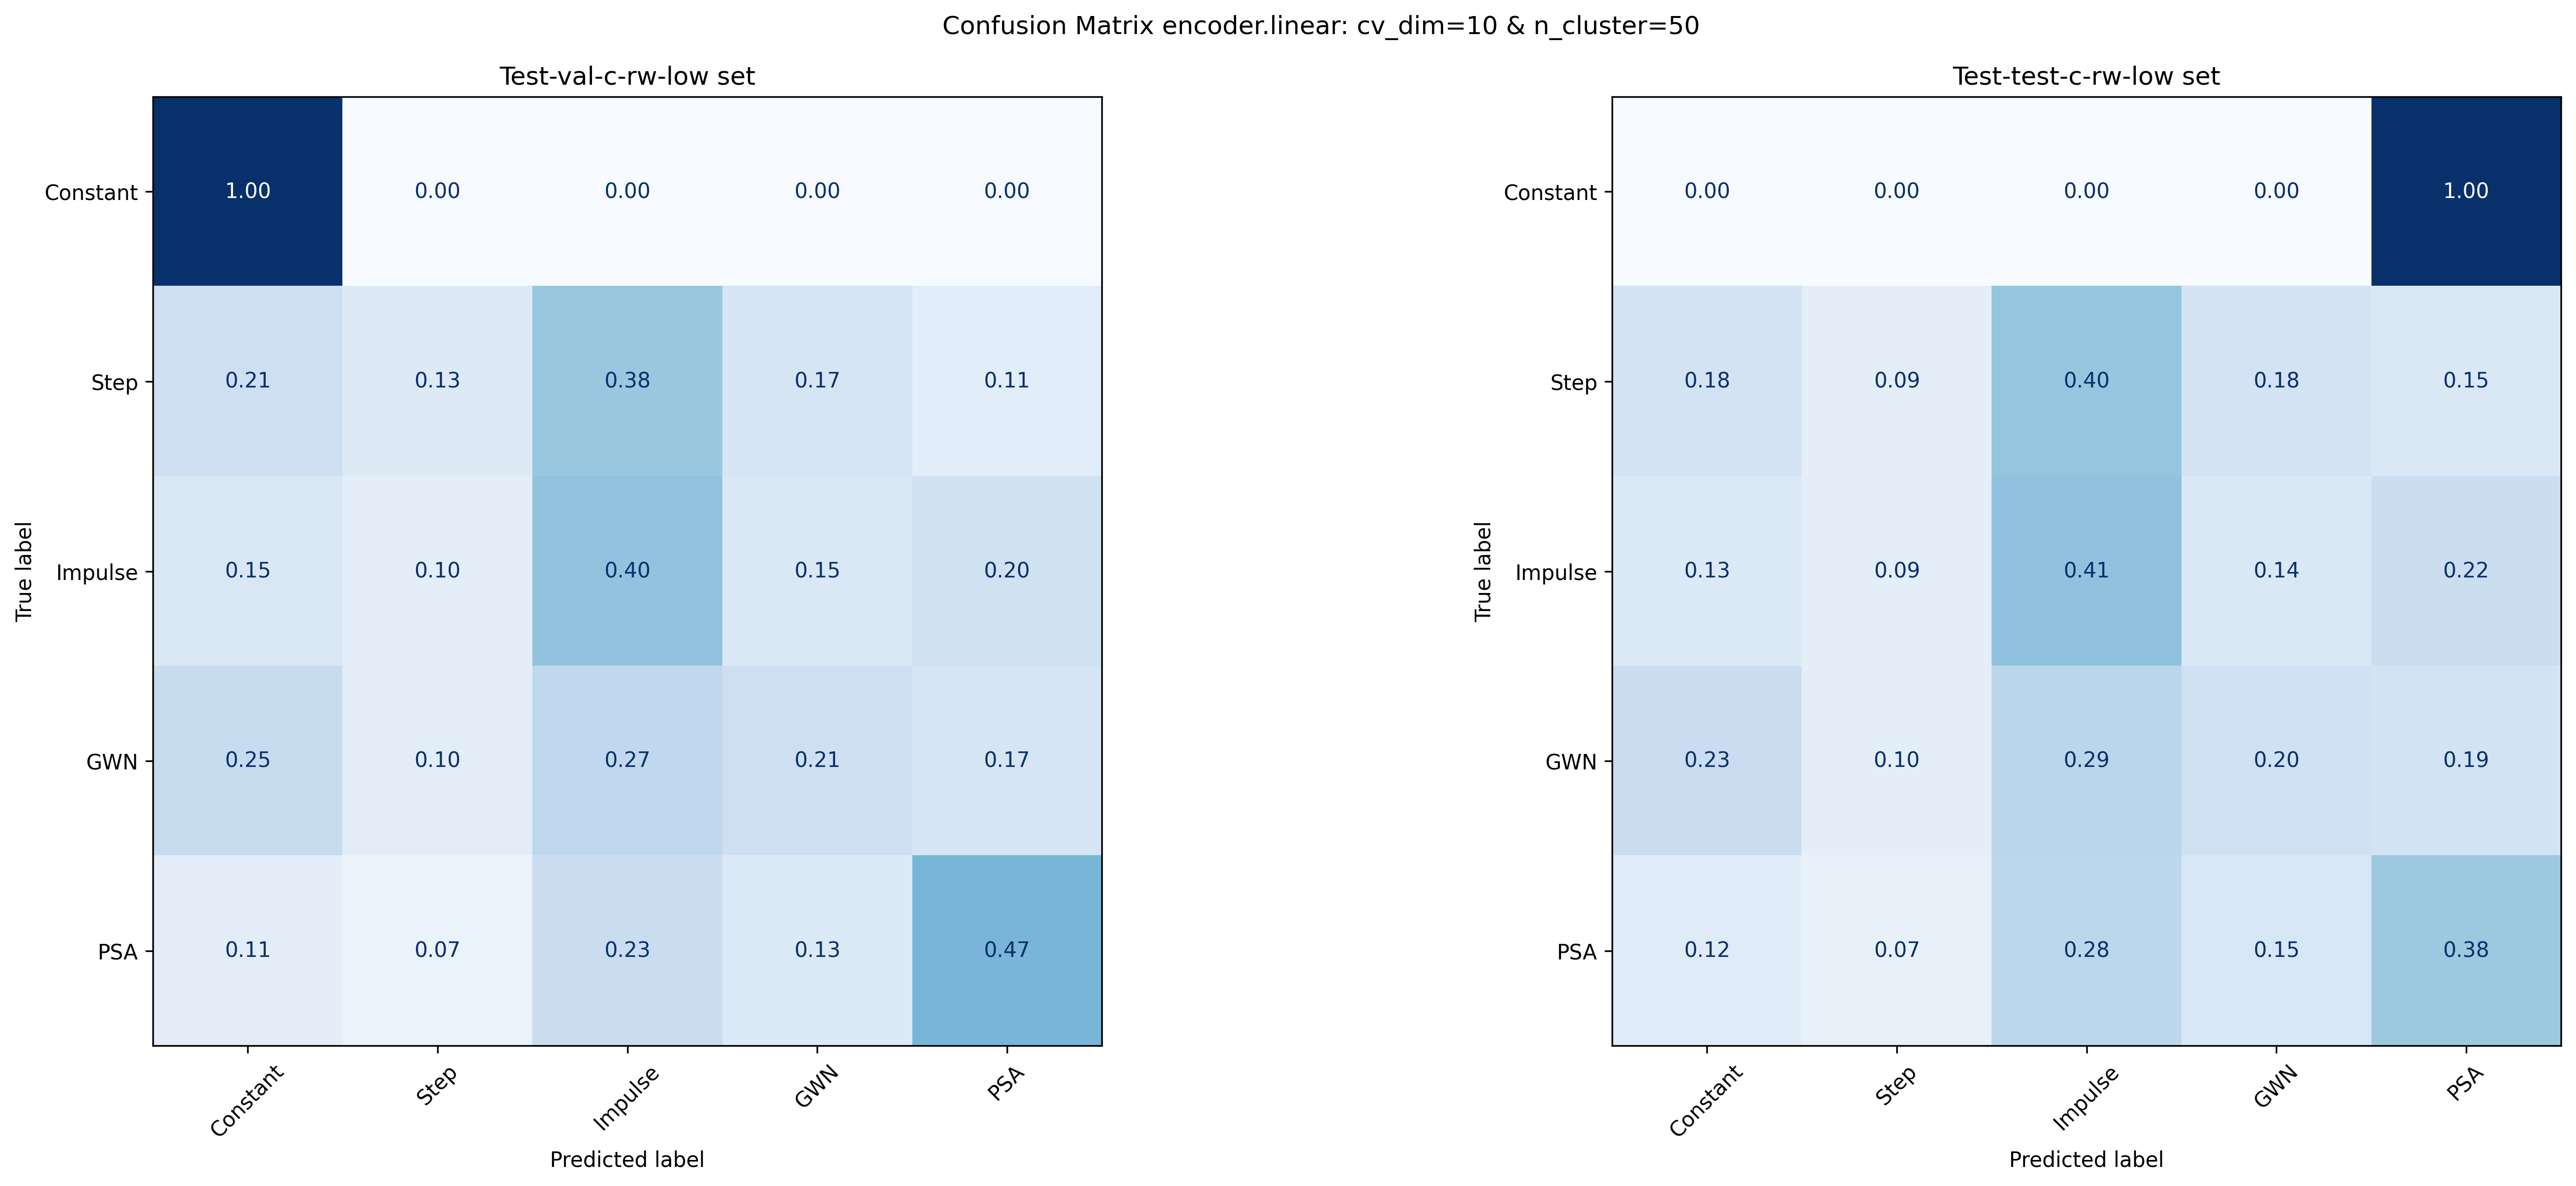 Confusion Matrix encoder.linear: cv_dim=10 & n_cluster=50
Test-val-c-rw-low set
True label
Constant 1.00 0.00 0.00 0.00 0.00
Step 0.21 0.13 0.38 0.17 0.11
Impulse 0.15 0.10 0.40 0.15 0.20
GWN 0.25 0.10 0.27 0.21 0.17
PSA 0.11 0.07 0.23 0.13 0.47
Constant Step Impulse GWN PSA
Predicted label
Test-test-c-rw-low set
True label
Constant 0.00 0.00 0.00 0.00 1.00
Step 0.18 0.09 0.40 0.18 0.15
Impulse 0.13 0.09 0.41 0.14 0.22
GWN 0.23 0.10 0.29 0.20 0.19
PSA 0.12 0.07 0.28 0.15 0.38
Constant Step Impulse GWN PSA
Predicted label